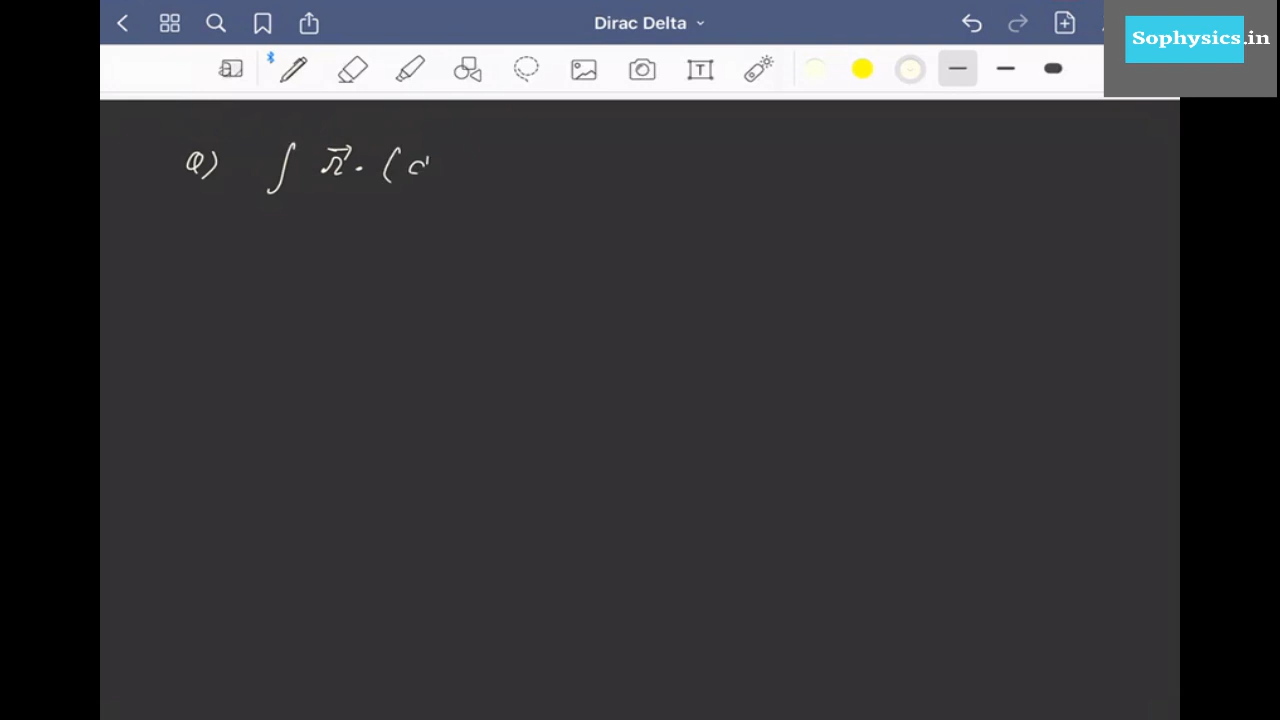 Dirac Delta
Sophysics.in
Q) ∫ r⃗ · ( d